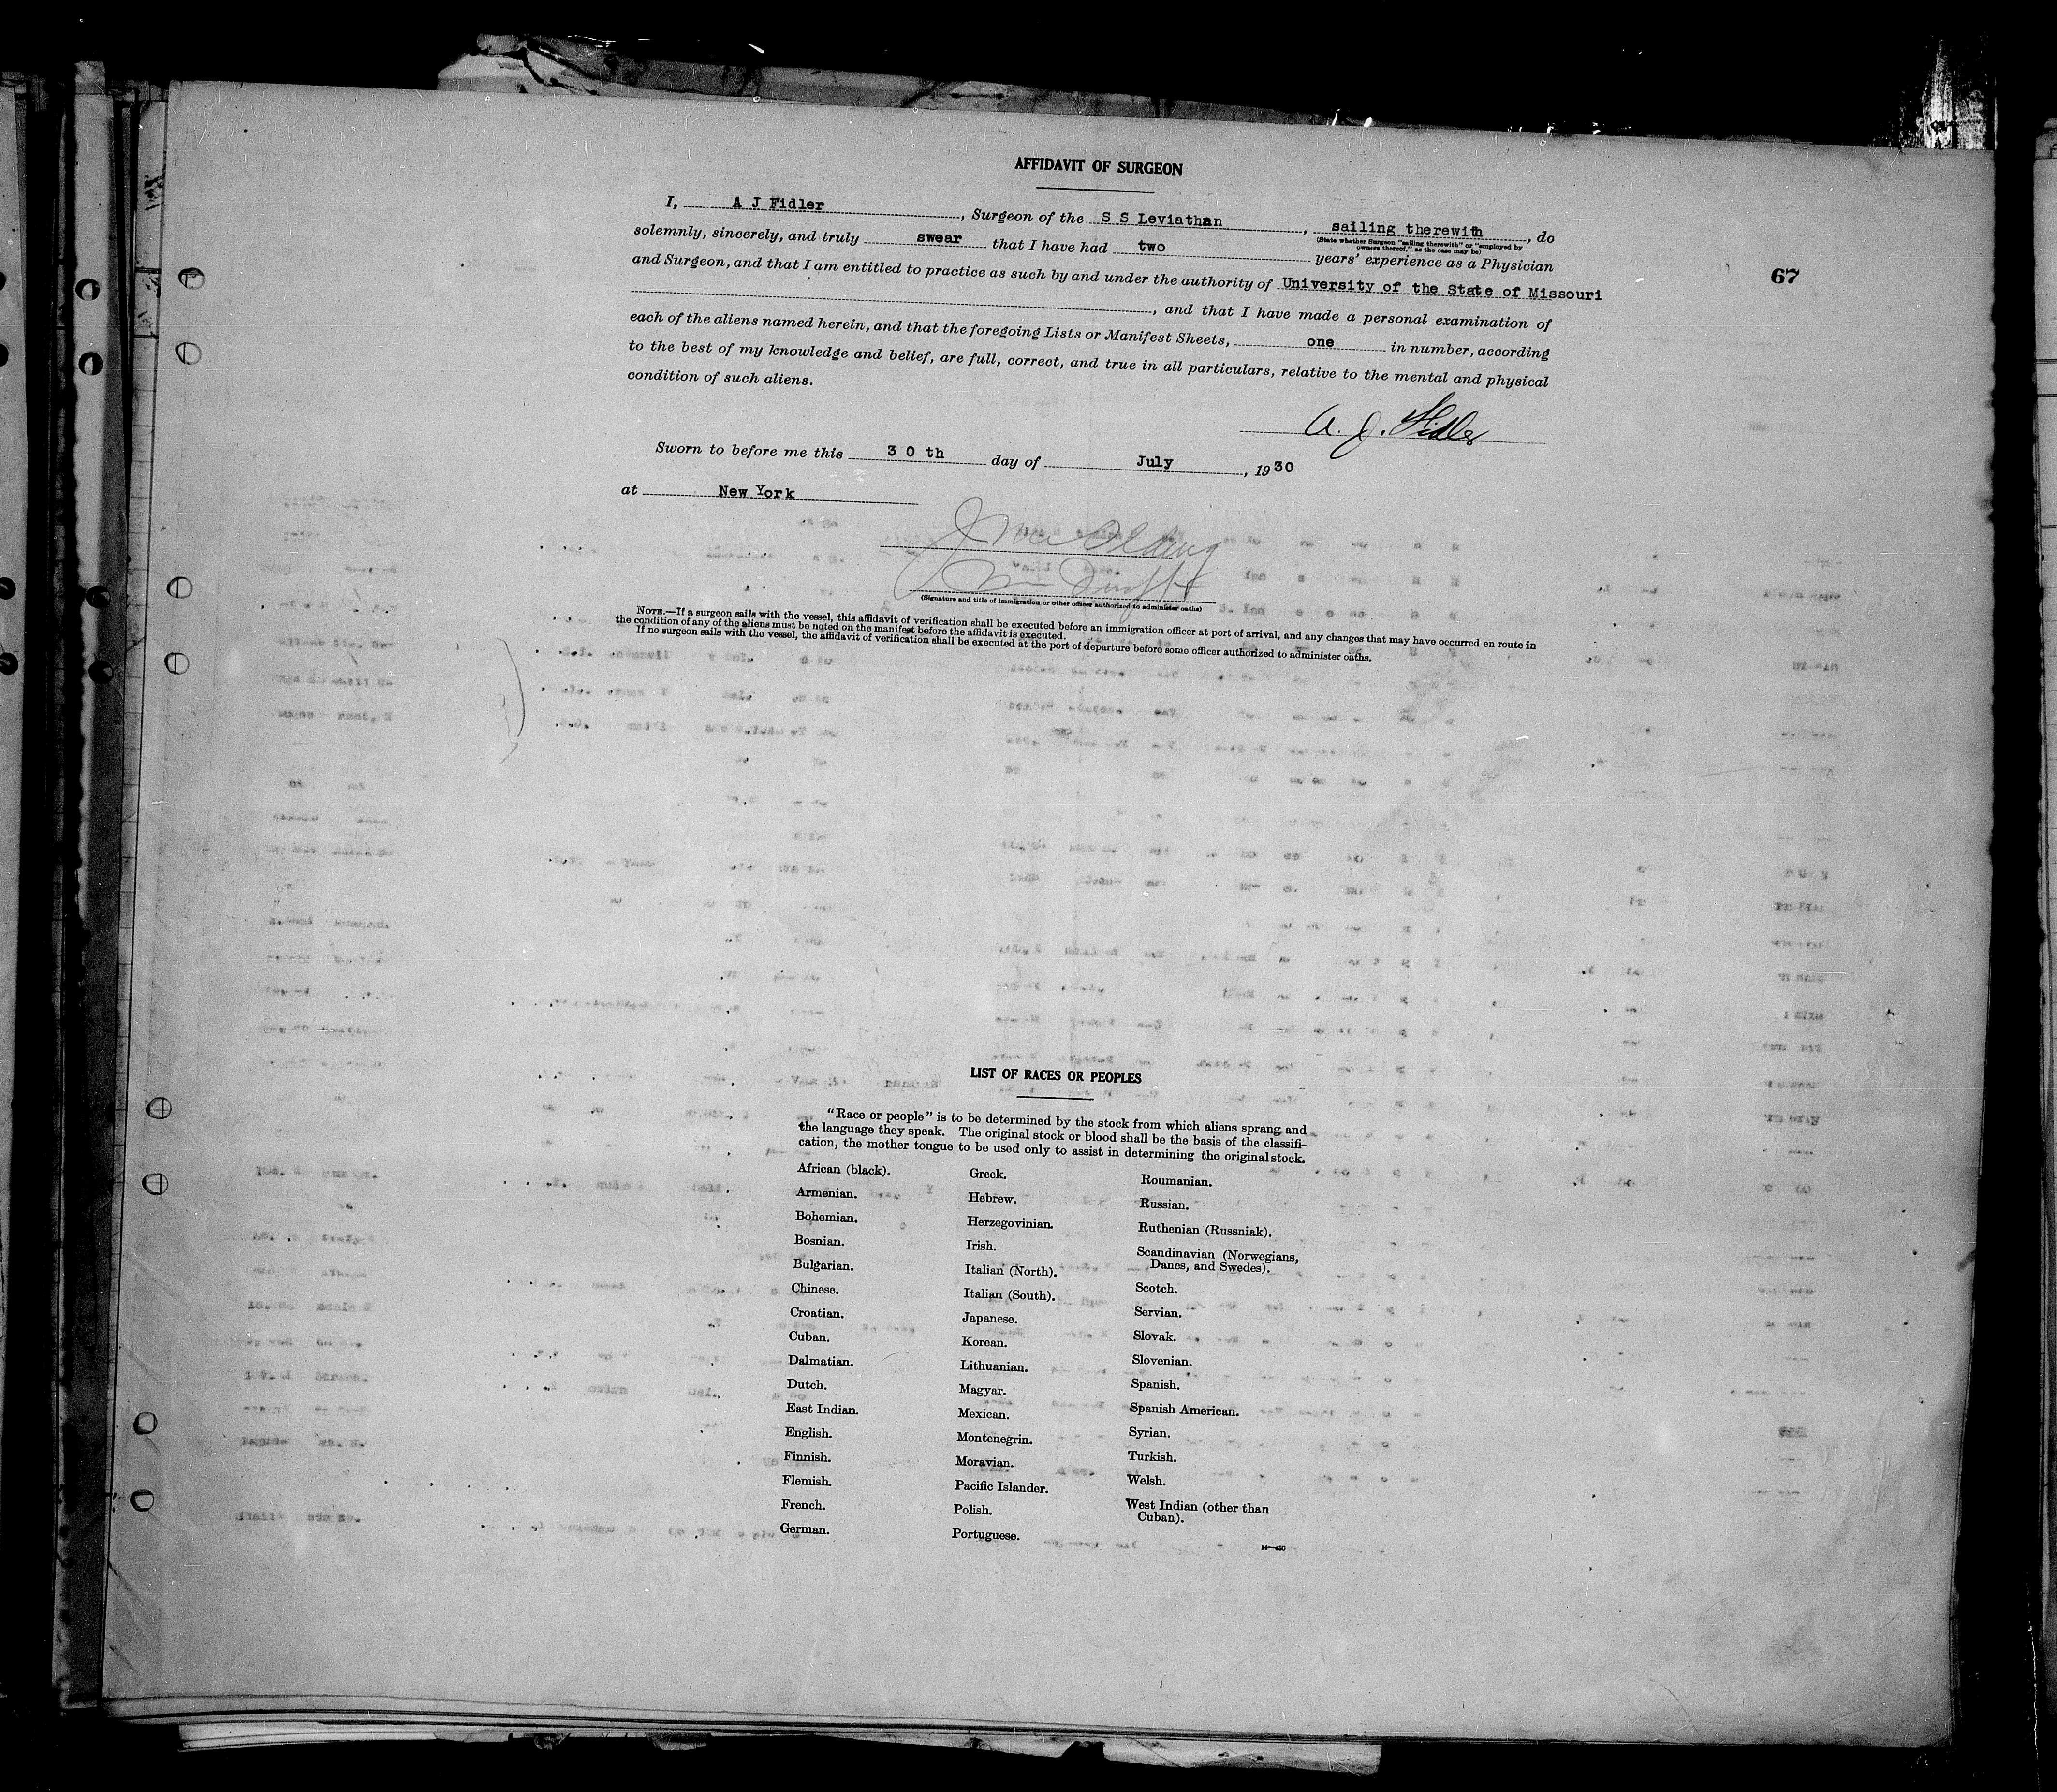 AFFIDAVIT OF SURGEON
I, A J Fidler, Surgeon of the S S Leviathan, sailing therewith, do
(State whether Surgeon "sailing therewith" or "employed by
owners thereof," as the case may be)
solemnly, sincerely, and truly swear that I have had two years' experience as a Physician
and Surgeon, and that I am entitled to practice as such by and under the authority of University of the State of Missouri
, and that I have made a personal examination of
each of the aliens named herein, and that the foregoing Lists or Manifest Sheets, one in number, according
to the best of my knowledge and belief, are full, correct, and true in all particulars, relative to the mental and physical
condition of such aliens.
67
A. J. Fidler
Sworn to before me this 30th day of July, 1930
at New York
(Signature and title of immigration or other officer authorized to administer oaths)
NOTE.—If a surgeon sails with the vessel, this affidavit of verification shall be executed before an immigration officer at port of arrival, and any changes that may have occurred en route in
the condition of any of the aliens must be noted on the manifest before the affidavit is executed.
If no surgeon sails with the vessel, the affidavit of verification shall be executed at the port of departure before some officer authorized to administer oaths.
LIST OF RACES OR PEOPLES
"Race or people" is to be determined by the stock from which aliens sprang and
the language they speak. The original stock or blood shall be the basis of the classifi-
cation, the mother tongue to be used only to assist in determining the original stock.
African (black).
Armenian.
Bohemian.
Bosnian.
Bulgarian.
Chinese.
Croatian.
Cuban.
Dalmatian.
Dutch.
East Indian.
English.
Finnish.
Flemish.
French.
German.
Greek.
Hebrew.
Herzegovinian.
Irish.
Italian (North).
Italian (South).
Japanese.
Korean.
Lithuanian.
Magyar.
Mexican.
Montenegrin.
Moravian.
Pacific Islander.
Polish.
Portuguese.
Roumanian.
Russian.
Ruthenian (Russniak).
Scandinavian (Norwegians,
Danes, and Swedes).
Scotch.
Servian.
Slovak.
Slovenian.
Spanish.
Spanish American.
Syrian.
Turkish.
Welsh.
West Indian (other than
Cuban).